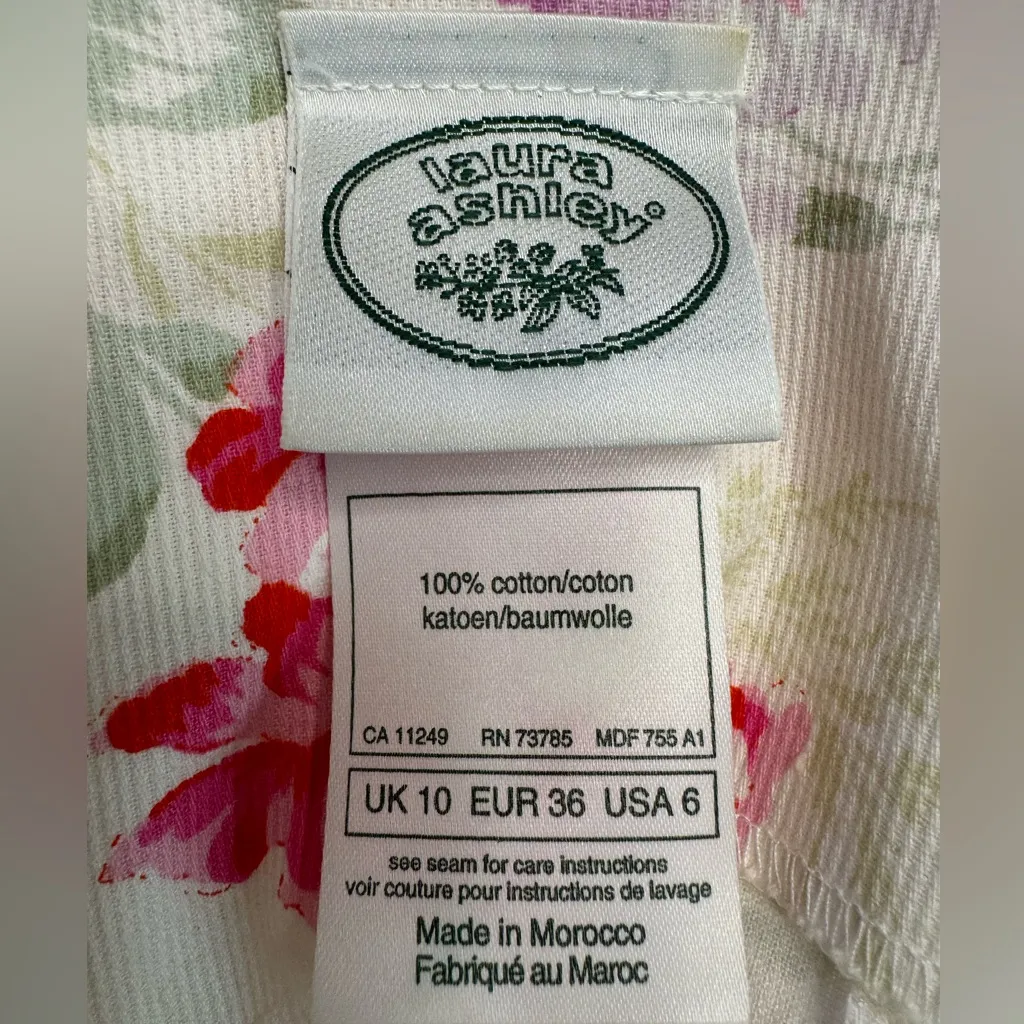 laura
ashley®
100% cotton/coton
katoen/baumwolle
CA 11249 RN 73785 MDF 755 A1
UK 10 EUR 36 USA 6
see seam for care instructions
voir couture pour instructions de lavage
Made in Morocco
Fabriqué au Maroc